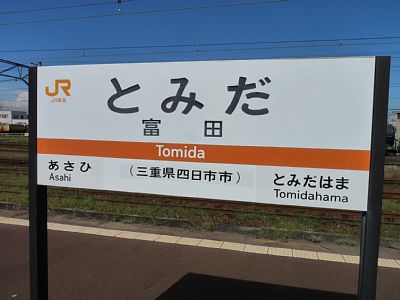 JR
JR東海
とみだ
富田
Tomida
あさひ
Asahi
（三重県四日市市）
とみだはま
Tomidahama